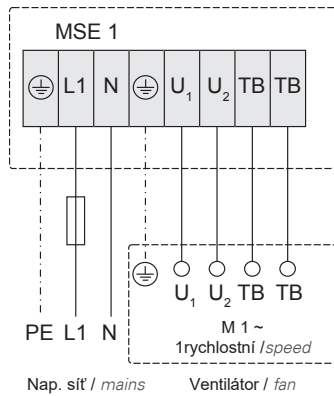 MSE 1
L1 N U1 U2 TB TB
U1 U2 TB TB
PE L1 N
M 1 ~
1rychlostní /speed
Nap. síť / mains Ventilátor / fan